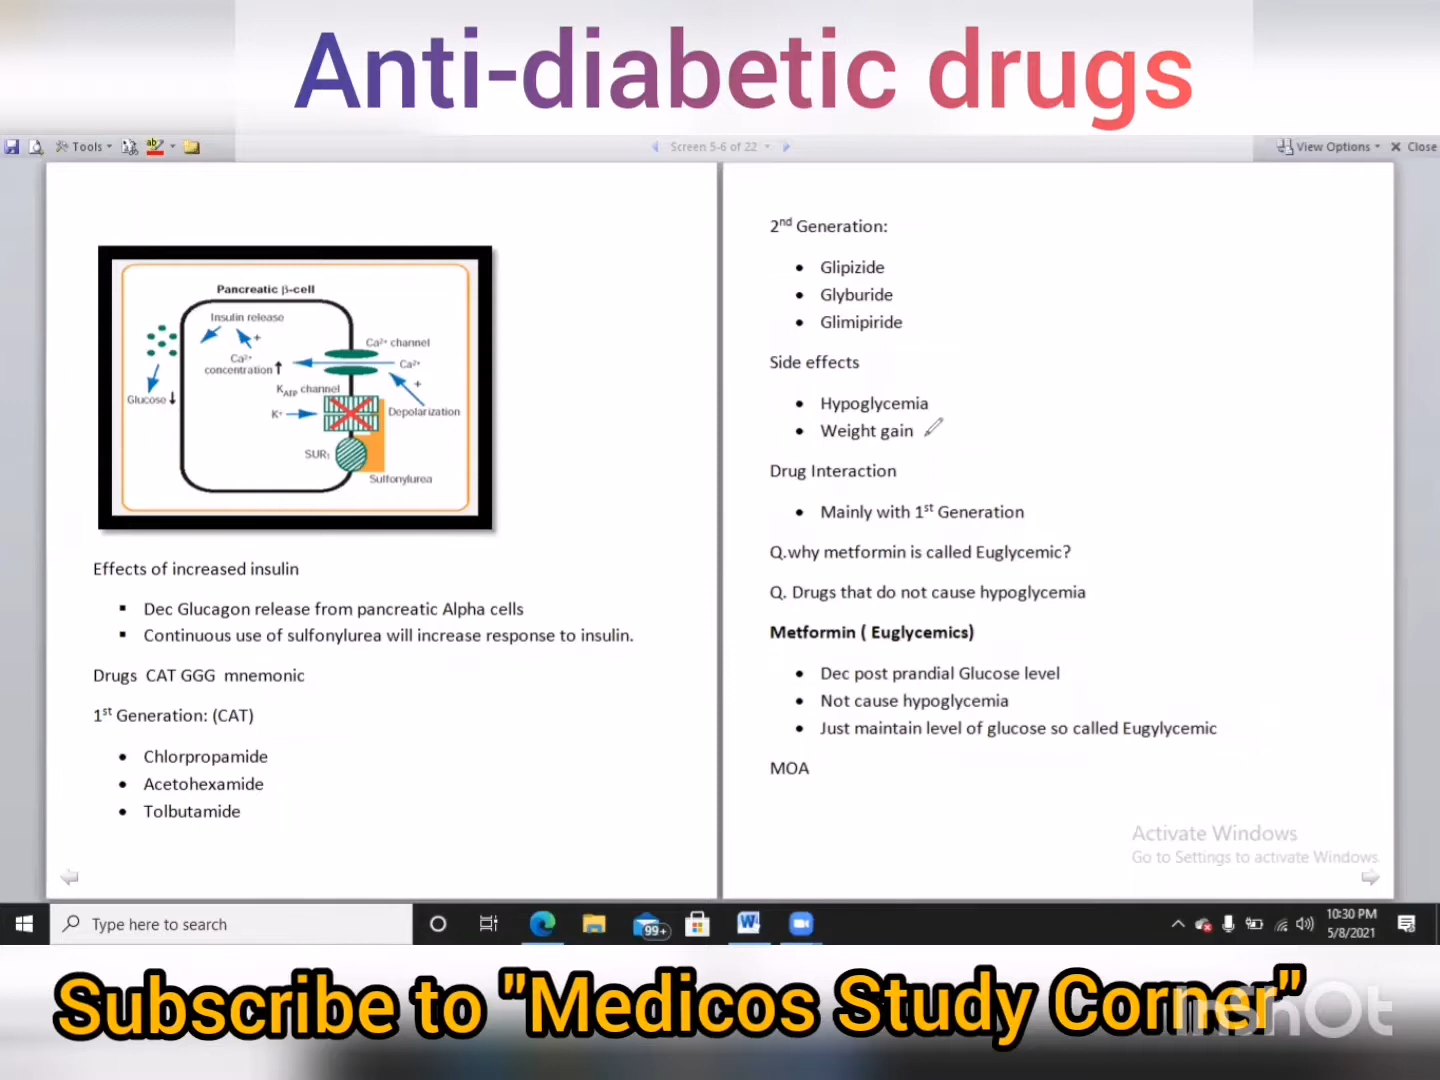 Anti-diabetic drugs
Tools
Screen 5-6 of 22
View Options
Close
Pancreatic β-cell
Insulin release
+
Ca²⁺ channel
Ca²⁺
concentration
Ca²⁺
+
Glucose
K_ATP channel
K⁺
Depolarization
SUR₁
Sulfonylurea
Effects of increased insulin
Dec Glucagon release from pancreatic Alpha cells
Continuous use of sulfonylurea will increase response to insulin.
Drugs CAT GGG mnemonic
1st Generation: (CAT)
Chlorpropamide
Acetohexamide
Tolbutamide
2nd Generation:
Glipizide
Glyburide
Glimipiride
Side effects
Hypoglycemia
Weight gain
Drug Interaction
Mainly with 1st Generation
Q.why metformin is called Euglycemic?
Q. Drugs that do not cause hypoglycemia
Metformin ( Euglycemics)
Dec post prandial Glucose level
Not cause hypoglycemia
Just maintain level of glucose so called Eugylycemic
MOA
Activate Windows
Go to Settings to activate Windows.
Type here to search
99+
10:30 PM
5/8/2021
Subscribe to "Medicos Study Corner"
InShOt